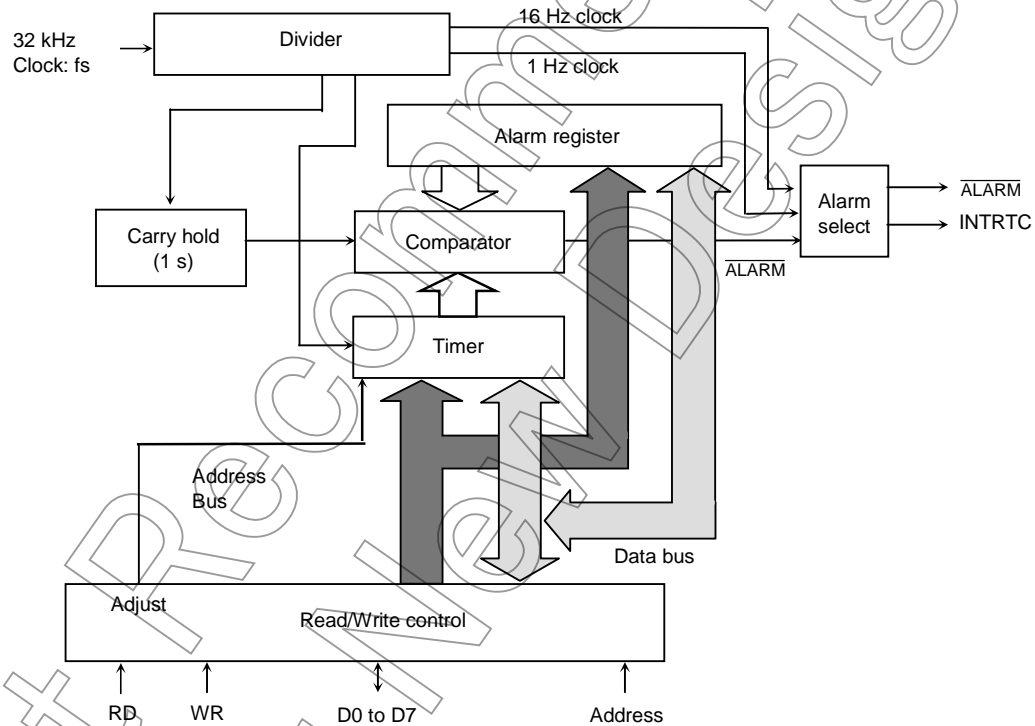 16 Hz clock
32 kHz
Clock: fs
Divider
1 Hz clock
Alarm register
Carry hold
(1 s)
Comparator
Alarm
select
ALARM
INTRTC
ALARM
Timer
Address
Bus
Data bus
Adjust
Read/Write control
RD
WR
D0 to D7
Address